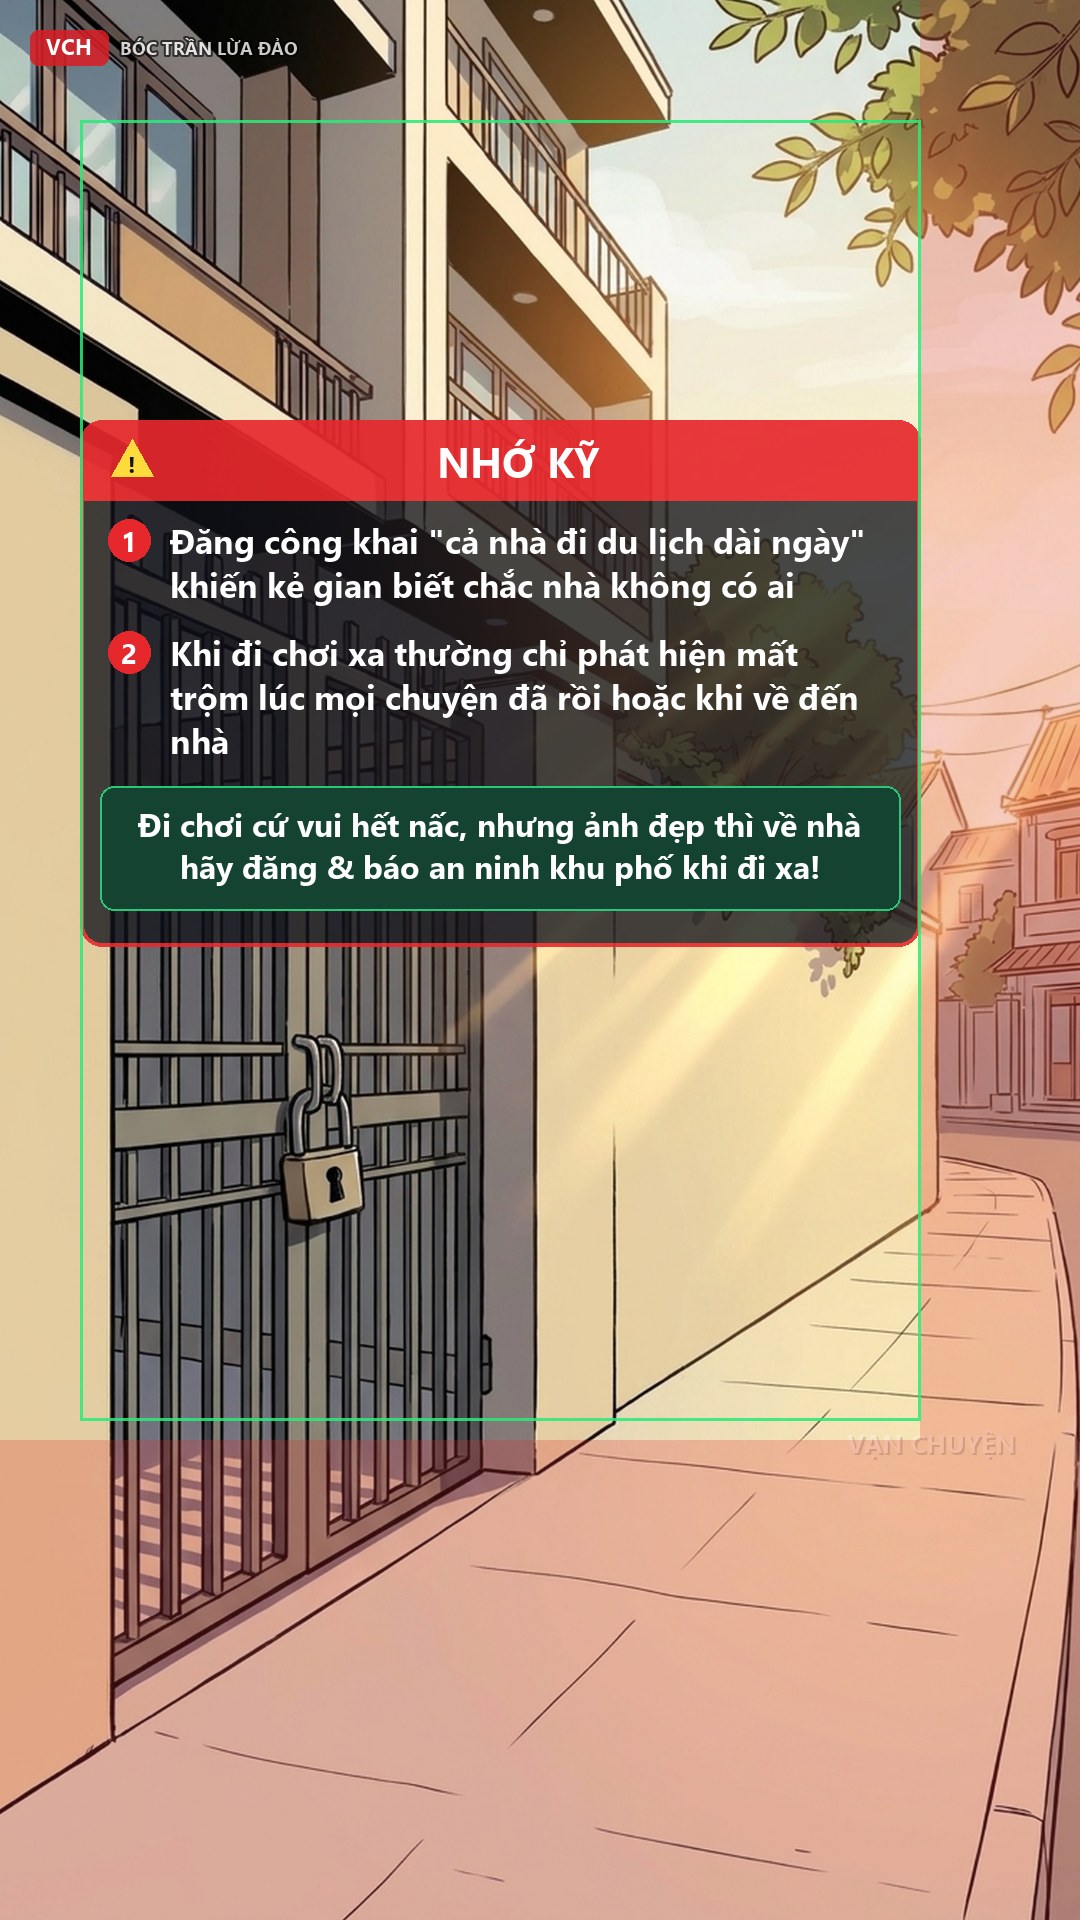 VCH BÓC TRẦN LỪA ĐẢO
NHỚ KỸ
1 Đăng công khai "cả nhà đi du lịch dài ngày"
khiến kẻ gian biết chắc nhà không có ai
2 Khi đi chơi xa thường chỉ phát hiện mất
trộm lúc mọi chuyện đã rồi hoặc khi về đến
nhà
Đi chơi cứ vui hết nấc, nhưng ảnh đẹp thì về nhà
hãy đăng & báo an ninh khu phố khi đi xa!
VẠN CHUYỆN